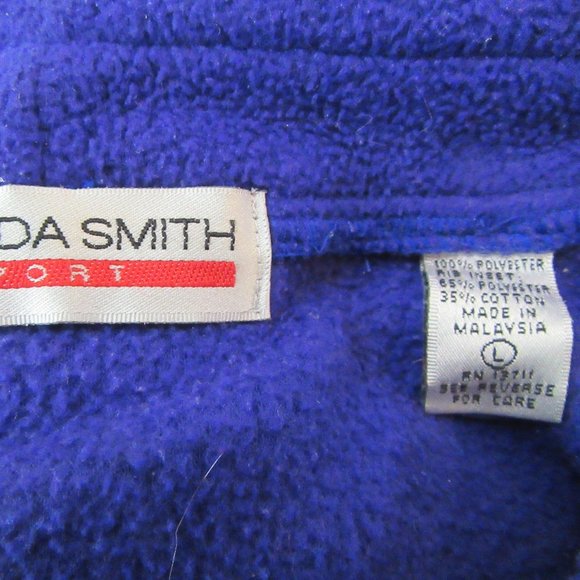 DA SMITH
PORT
100% POLYESTER
RIB INSET:
65% POLYESTER
35% COTTON
MADE IN
MALAYSIA
L
RN 13711
SEE REVERSE
FOR CARE